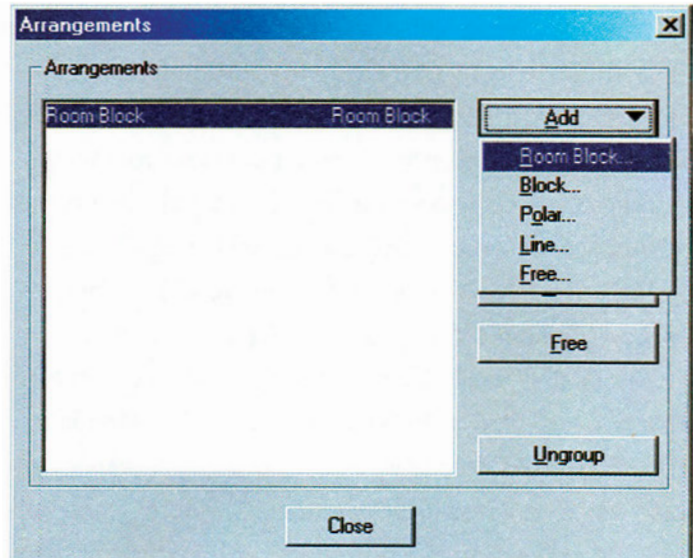 Arrangements
Arrangements
Room Block Room Block
Add
Room Block...
Block...
Polar...
Line...
Free...
Free
Ungroup
Close